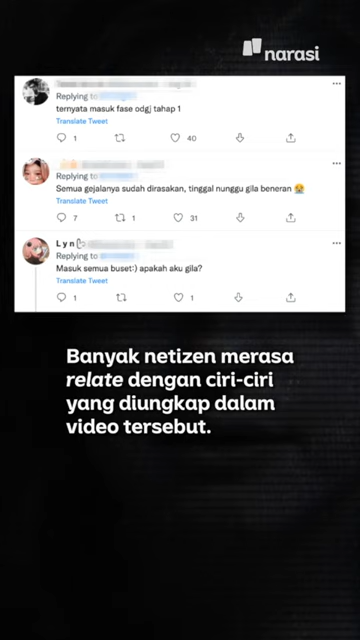 narasi
Replying to
ternyata masuk fase odgj tahap 1
Translate Tweet
1
40
Replying to
Semua gejalanya sudah dirasakan, tinggal nunggu gila beneran 😭
Translate Tweet
7
1
31
Lyn
Replying to
Masuk semua buset:) apakah aku gila?
Translate Tweet
1
1
Banyak netizen merasa
relate dengan ciri-ciri
yang diungkap dalam
video tersebut.